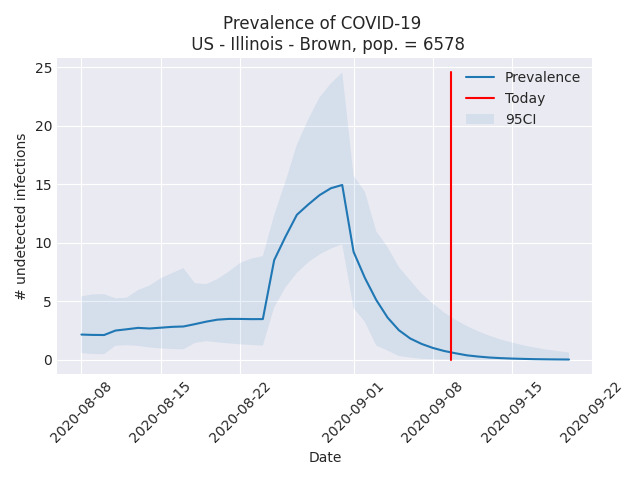 Prevalence of COVID-19
US - Illinois - Brown, pop. = 6578
25
20
15
10
5
0
# undetected infections
Prevalence
Today
95CI
2020-08-08
2020-08-15
2020-08-22
2020-09-01
2020-09-08
2020-09-15
2020-09-22
Date